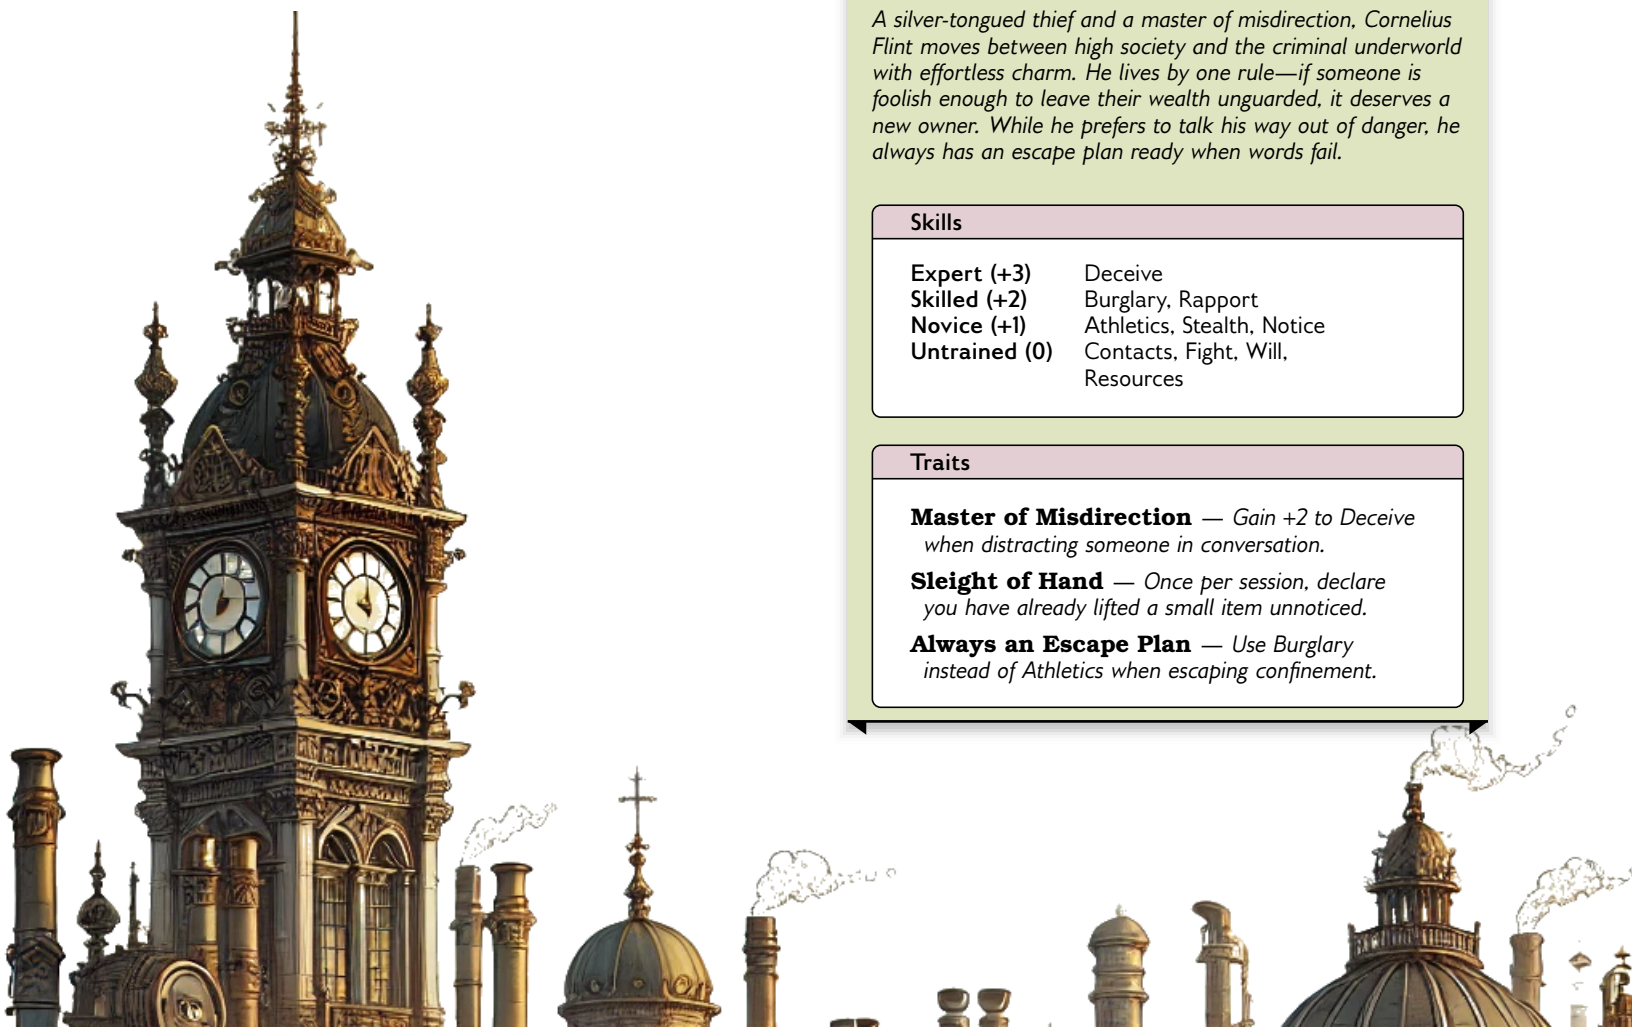 A silver-tongued thief and a master of misdirection, Cornelius
Flint moves between high society and the criminal underworld
with effortless charm. He lives by one rule—if someone is
foolish enough to leave their wealth unguarded, it deserves a
new owner. While he prefers to talk his way out of danger, he
always has an escape plan ready when words fail.
Skills
Expert (+3) Deceive
Skilled (+2) Burglary, Rapport
Novice (+1) Athletics, Stealth, Notice
Untrained (0) Contacts, Fight, Will,
Resources
Traits
Master of Misdirection — Gain +2 to Deceive
when distracting someone in conversation.
Sleight of Hand — Once per session, declare
you have already lifted a small item unnoticed.
Always an Escape Plan — Use Burglary
instead of Athletics when escaping confinement.